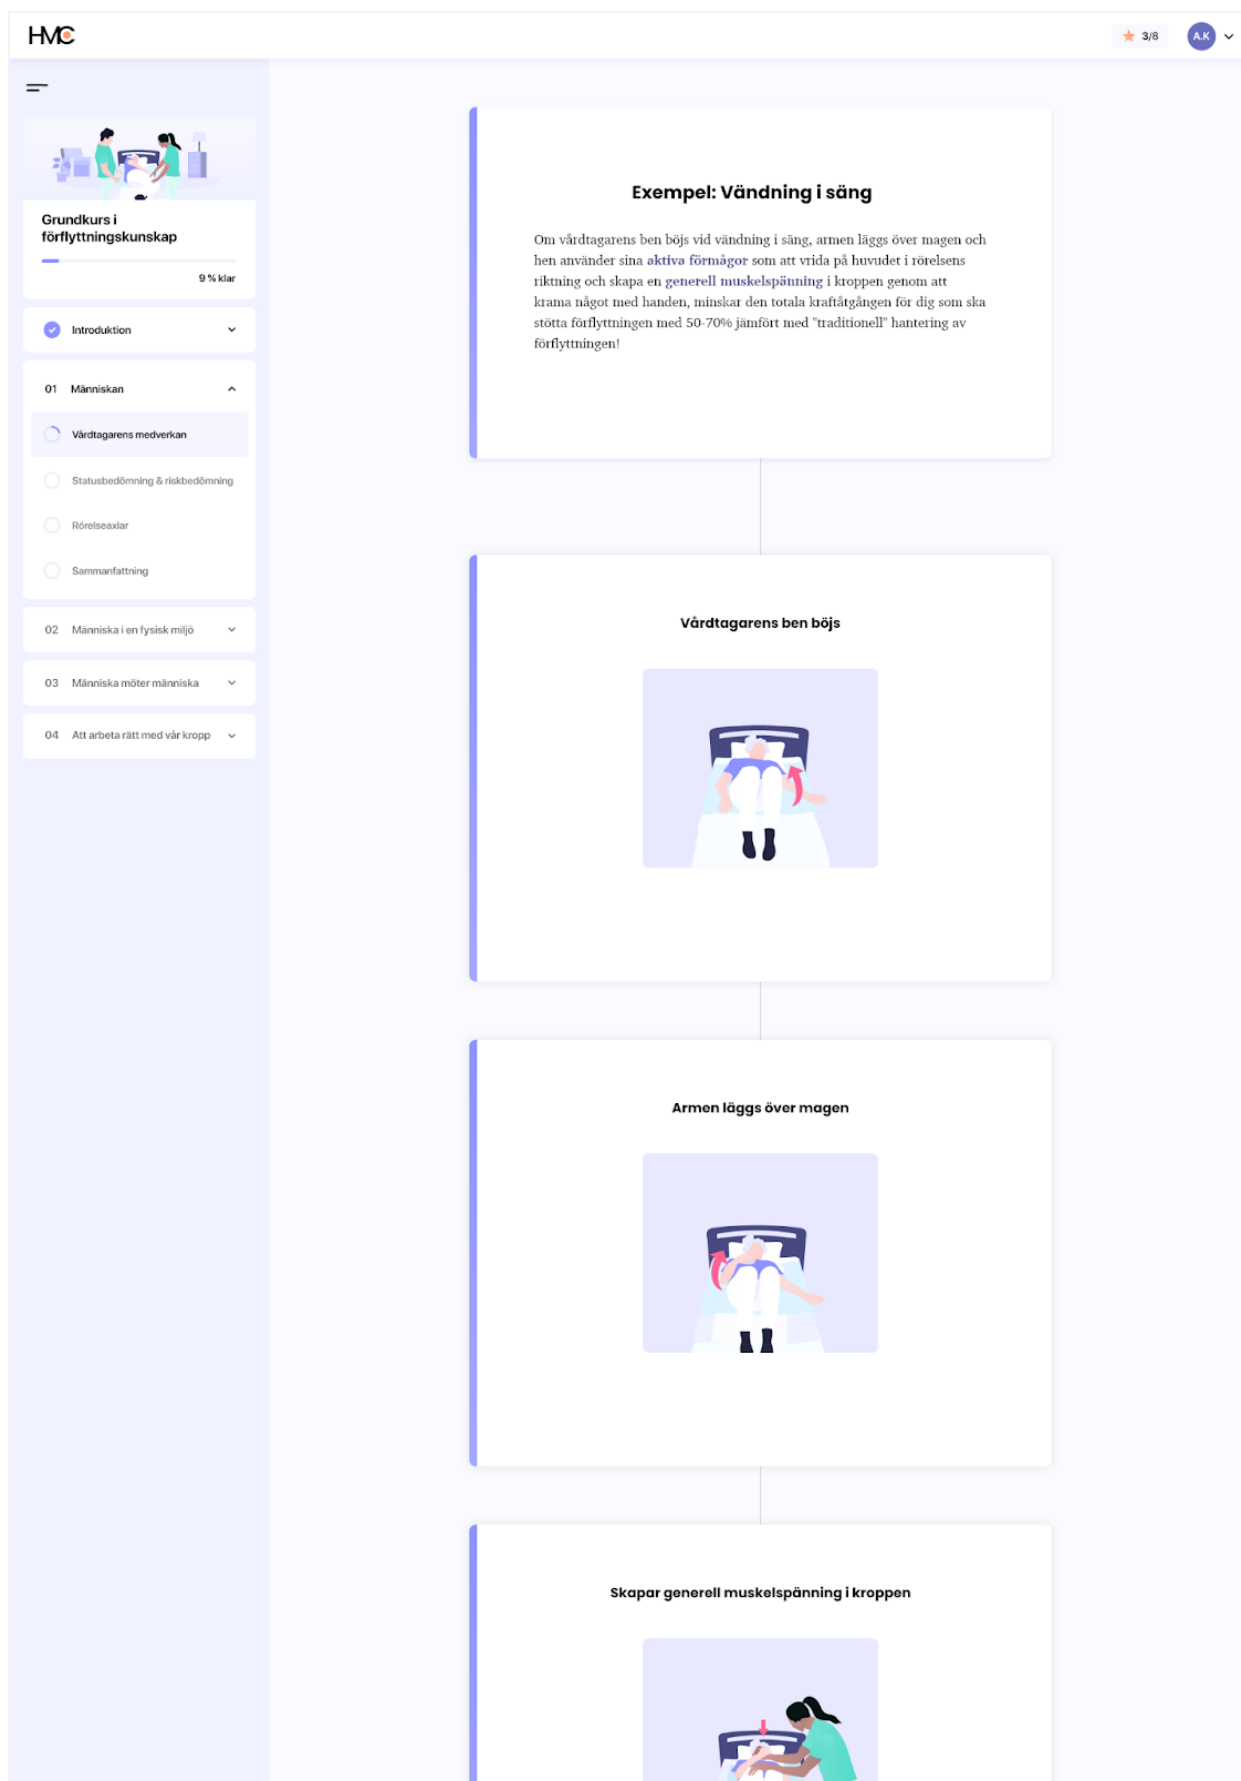 HMC
3/8
A.K
Grundkurs i
förflyttningskunskap
9 % klar
Introduktion
01 Människan
Vårdtagarens medverkan
Statusbedömning & riskbedömning
Rörelseaxlar
Sammanfattning
02 Människa i en fysisk miljö
03 Människa möter människa
04 Att arbeta rätt med vår kropp
Exempel: Vändning i säng
Om vårdtagarens ben böjs vid vändning i säng, armen läggs över magen och
hen använder sina aktiva förmågor som att vrida på huvudet i rörelsens
riktning och skapa en generell muskelspänning i kroppen genom att
krama något med handen, minskar den totala kraftåtgången för dig som ska
stötta förflyttningen med 50-70% jämfört med "traditionell" hantering av
förflyttningen!
Vårdtagarens ben böjs
Armen läggs över magen
Skapar generell muskelspänning i kroppen